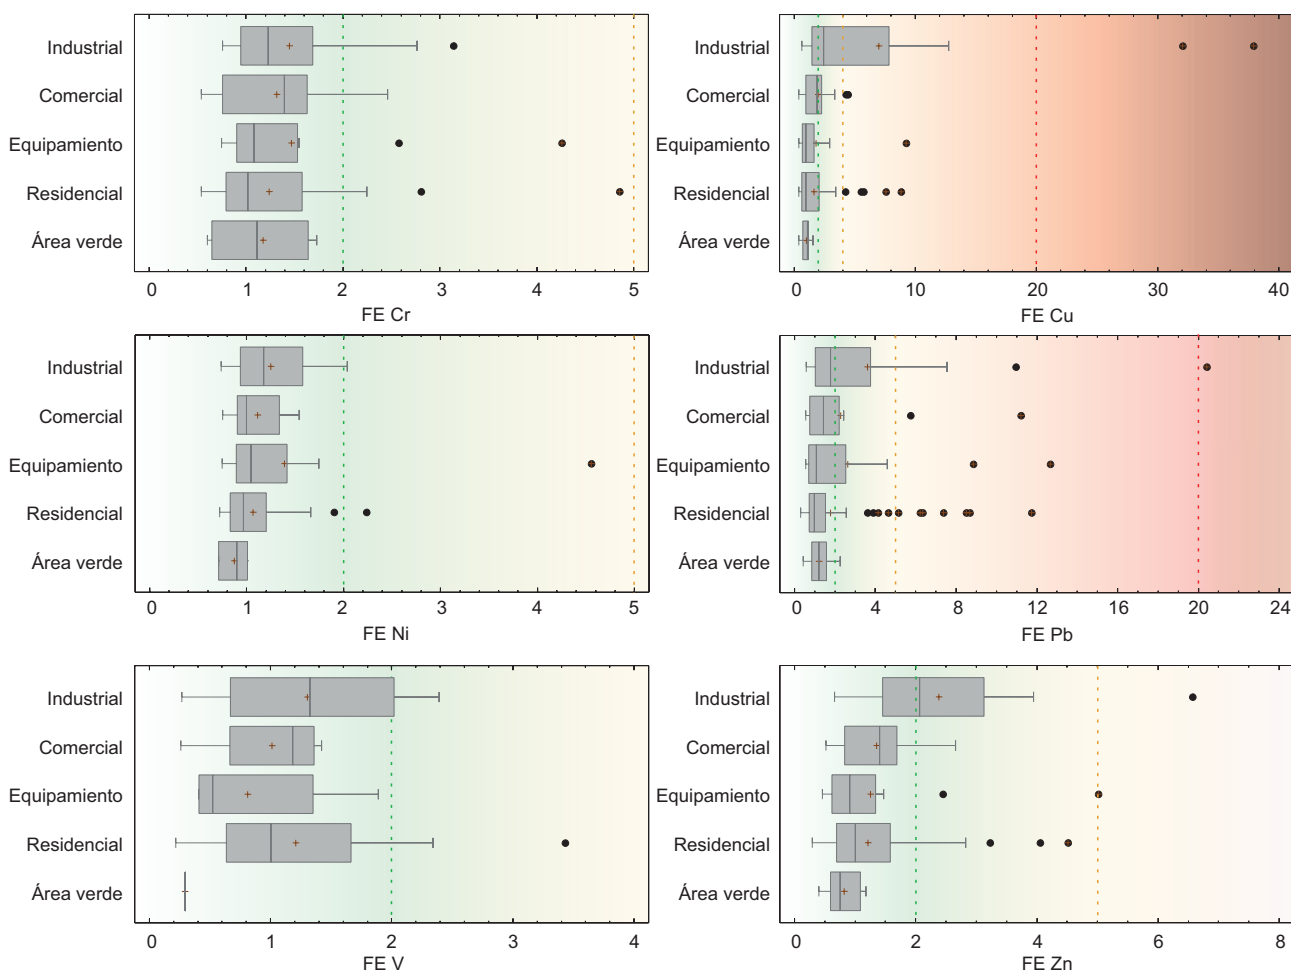 Industrial
Comercial
Equipamiento
Residencial
Área verde
0 1 2 3 4 5
FE Cr
Industrial
Comercial
Equipamiento
Residencial
Área verde
0 10 20 30 40
FE Cu
Industrial
Comercial
Equipamiento
Residencial
Área verde
0 1 2 3 4 5
FE Ni
Industrial
Comercial
Equipamiento
Residencial
Área verde
0 4 8 12 16 20 24
FE Pb
Industrial
Comercial
Equipamiento
Residencial
Área verde
0 1 2 3 4
FE V
Industrial
Comercial
Equipamiento
Residencial
Área verde
0 2 4 6 8
FE Zn